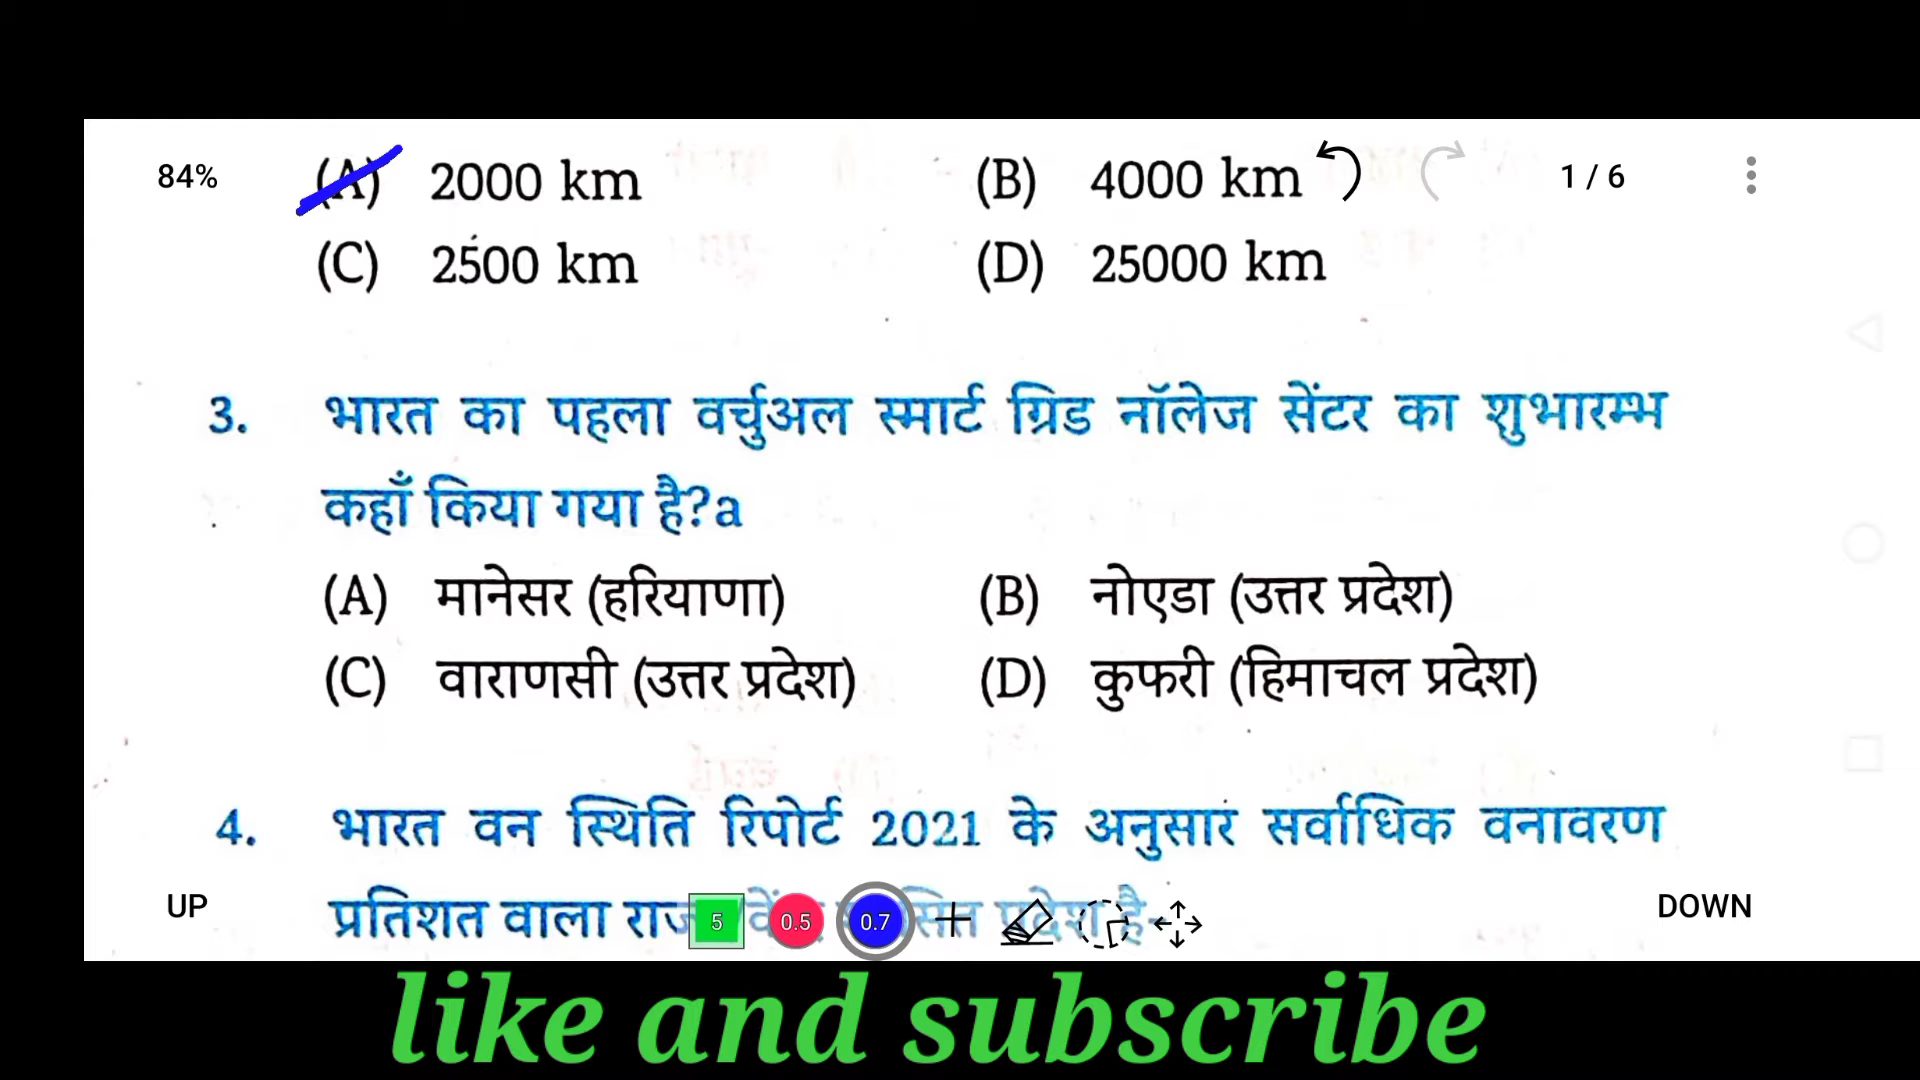 84%
(A) 2000 km (B) 4000 km
1 / 6
(C) 2500 km (D) 25000 km
3. भारत का पहला वर्चुअल स्मार्ट ग्रिड नॉलेज सेंटर का शुभारम्भ
कहाँ किया गया है?a
(A) मानेसर (हरियाणा) (B) नोएडा (उत्तर प्रदेश)
(C) वाराणसी (उत्तर प्रदेश) (D) कुफरी (हिमाचल प्रदेश)
4. भारत वन स्थिति रिपोर्ट 2021 के अनुसार सर्वाधिक वनावरण
UP
प्रतिशत वाला प्रदेश है-
5 0.5 0.7
DOWN
like and subscribe